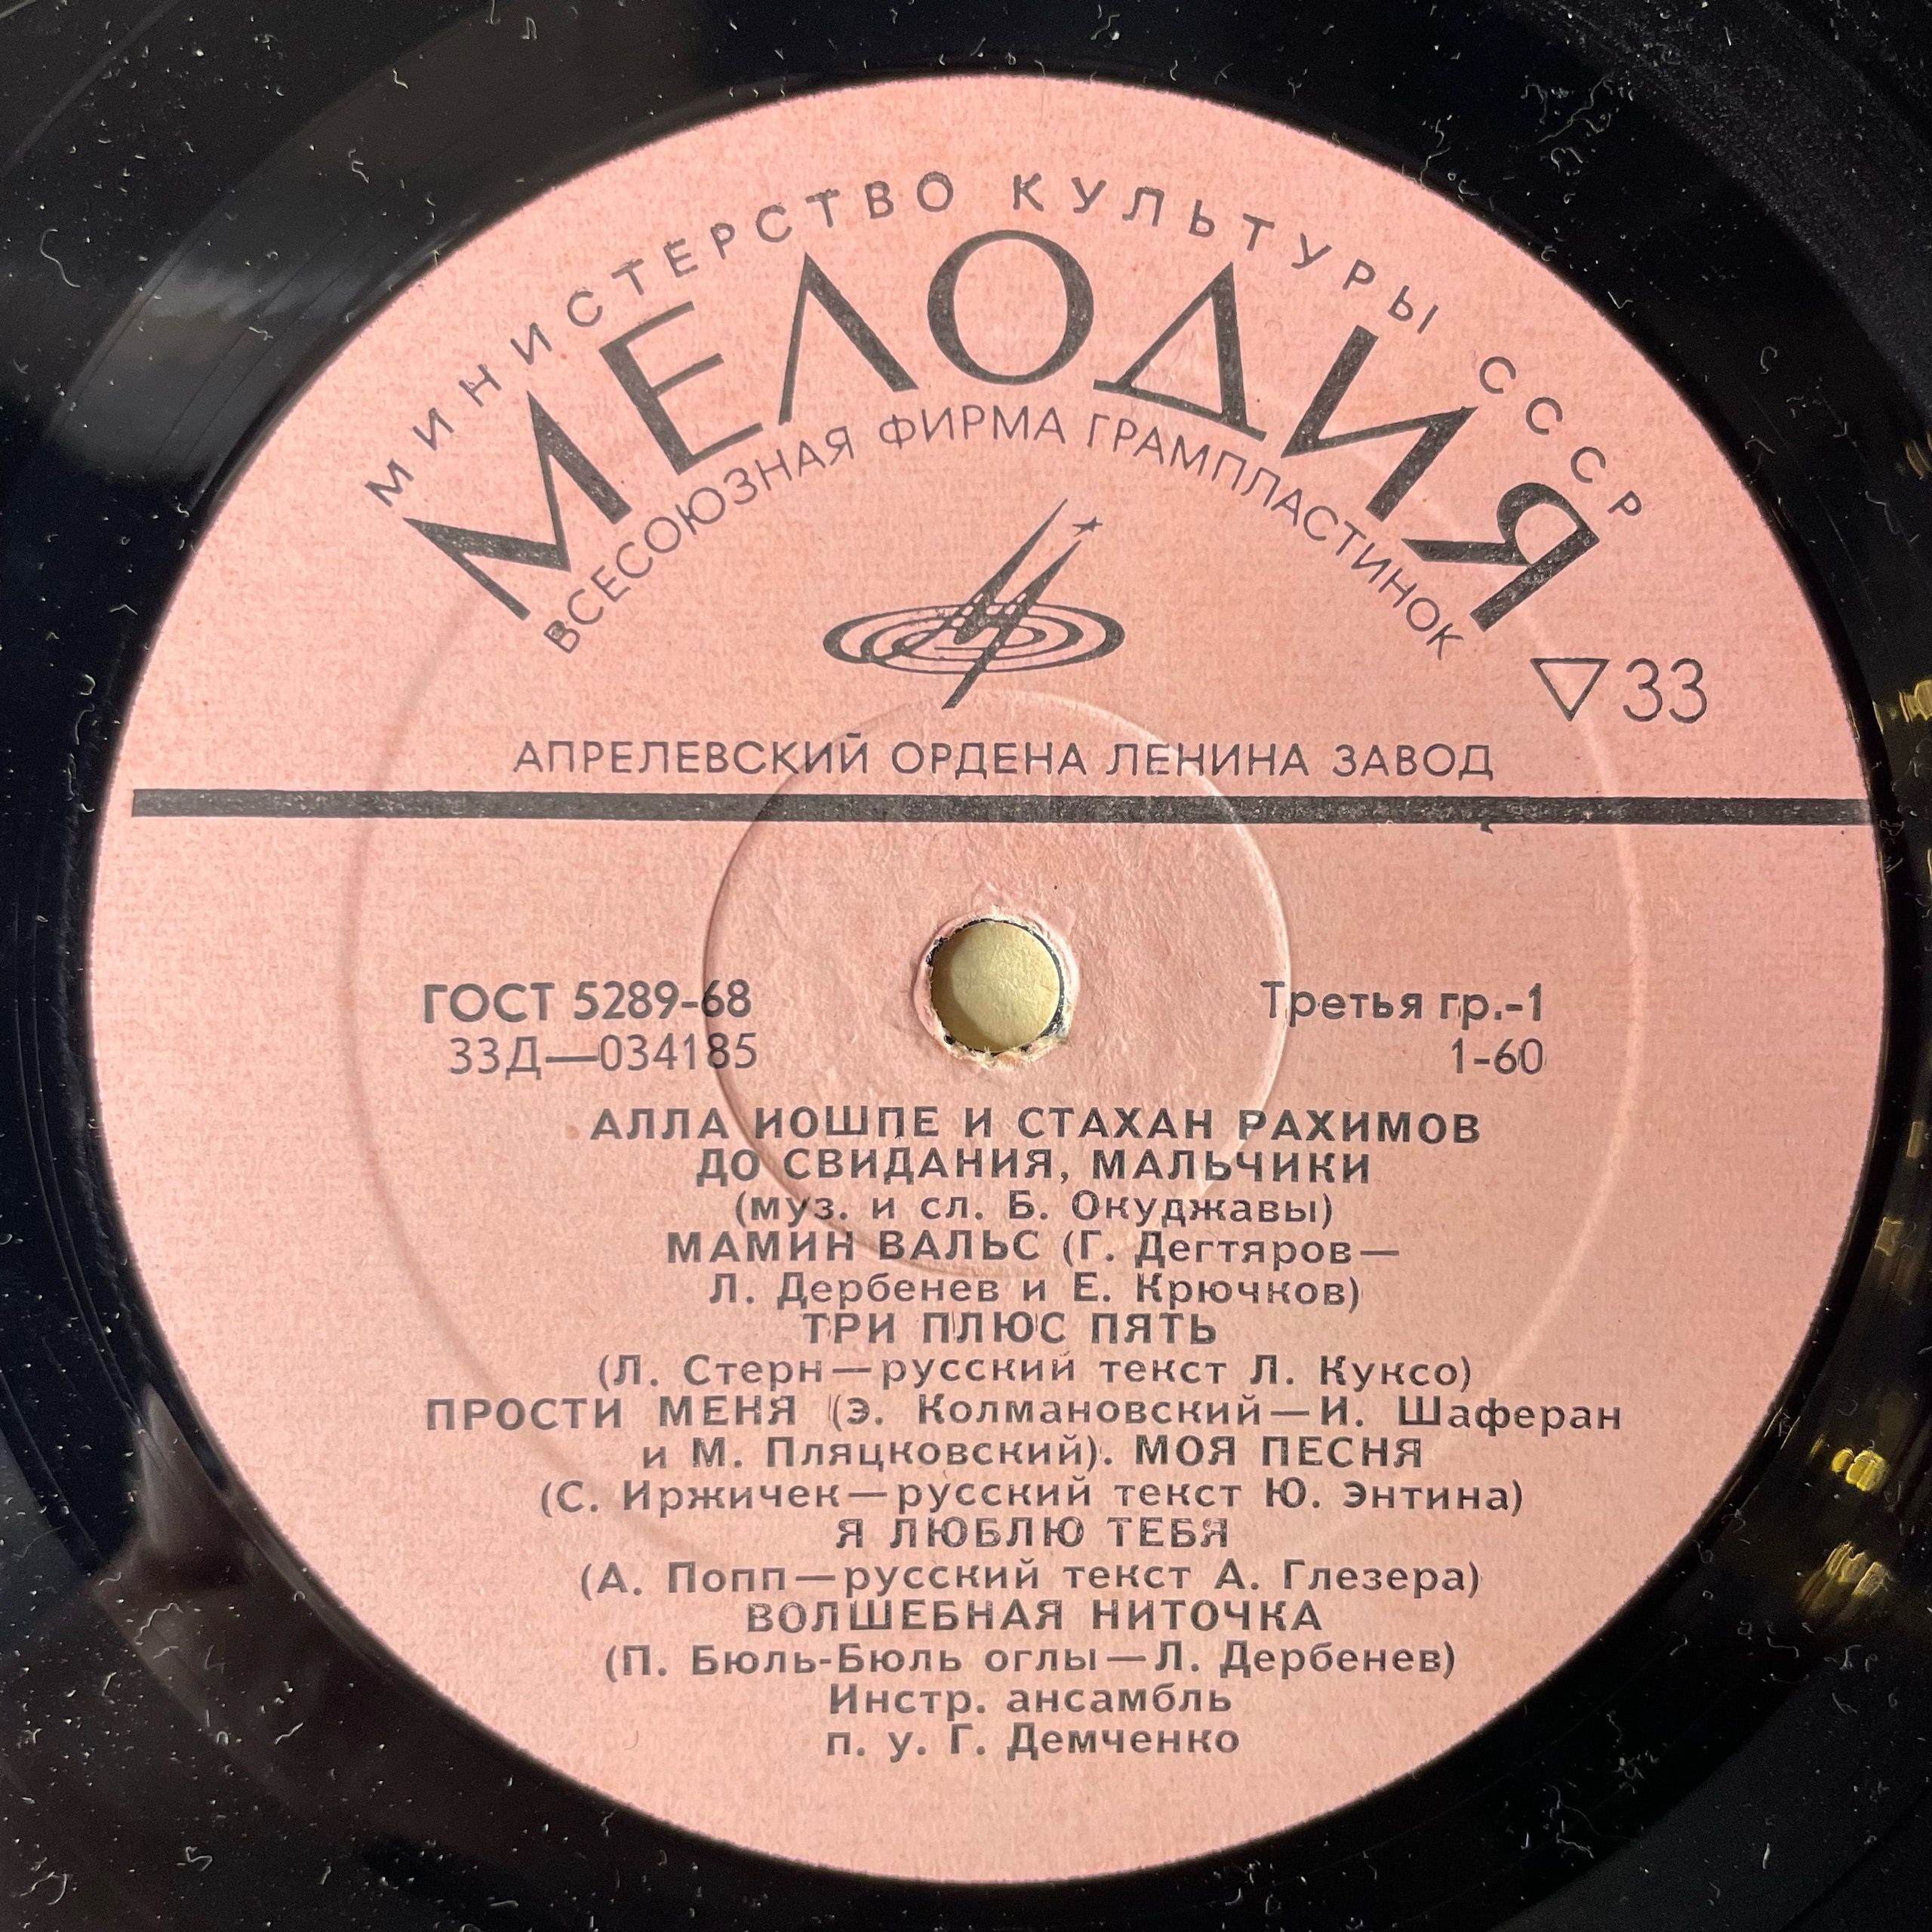 МИНИСТЕРСТВО КУЛЬТУРЫ СССР
МЕЛОДИЯ
ВСЕСОЮЗНАЯ ФИРМА ГРАМПЛАСТИНОК
▽33
АПРЕЛЕВСКИЙ ОРДЕНА ЛЕНИНА ЗАВОД
ГОСТ 5289-68
33Д—034185
Третья гр.-1
1-60
АЛЛА ИОШПЕ И СТАХАН РАХИМОВ
ДО СВИДАНИЯ, МАЛЬЧИКИ
(муз. и сл. Б. Окуджавы)
МАМИН ВАЛЬС (Г. Дегтяров—
Л. Дербенев и Е. Крючков)
ТРИ ПЛЮС ПЯТЬ
(Л. Стерн—русский текст Л. Куксо)
ПРОСТИ МЕНЯ (Э. Колмановский—И. Шаферан
и М. Пляцковский). МОЯ ПЕСНЯ
(С. Иржичек—русский текст Ю. Энтина)
Я ЛЮБЛЮ ТЕБЯ
(А. Попп—русский текст А. Глезера)
ВОЛШЕБНАЯ НИТОЧКА
(П. Бюль-Бюль оглы—Л. Дербенев)
Инстр. ансамбль
п. у. Г. Демченко